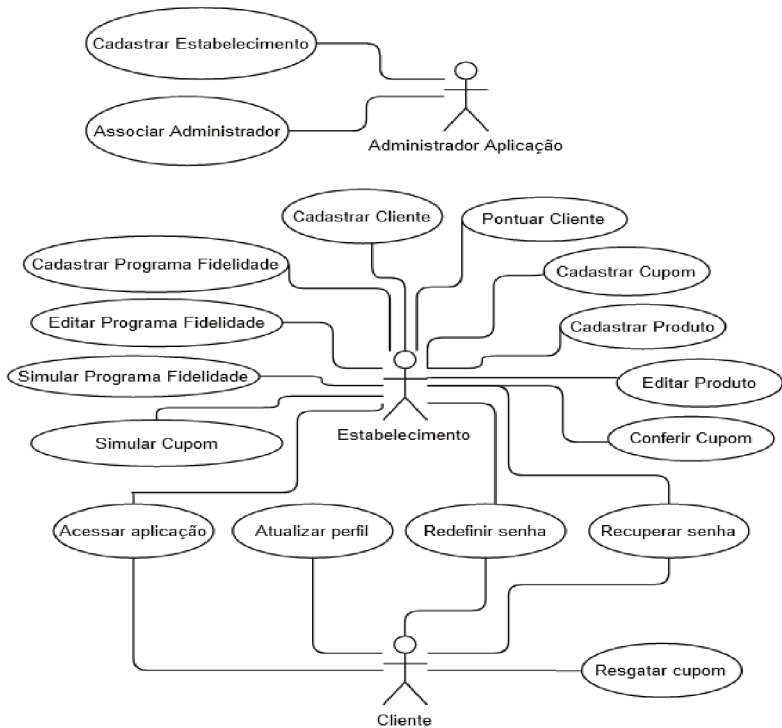 Cadastrar Estabelecimento
Associar Administrador
Administrador Aplicação
Cadastrar Cliente
Pontuar Cliente
Cadastrar Programa Fidelidade
Cadastrar Cupom
Editar Programa Fidelidade
Cadastrar Produto
Simular Programa Fidelidade
Editar Produto
Simular Cupom
Estabelecimento
Conferir Cupom
Acessar aplicação
Atualizar perfil
Redefinir senha
Recuperar senha
Resgatar cupom
Cliente